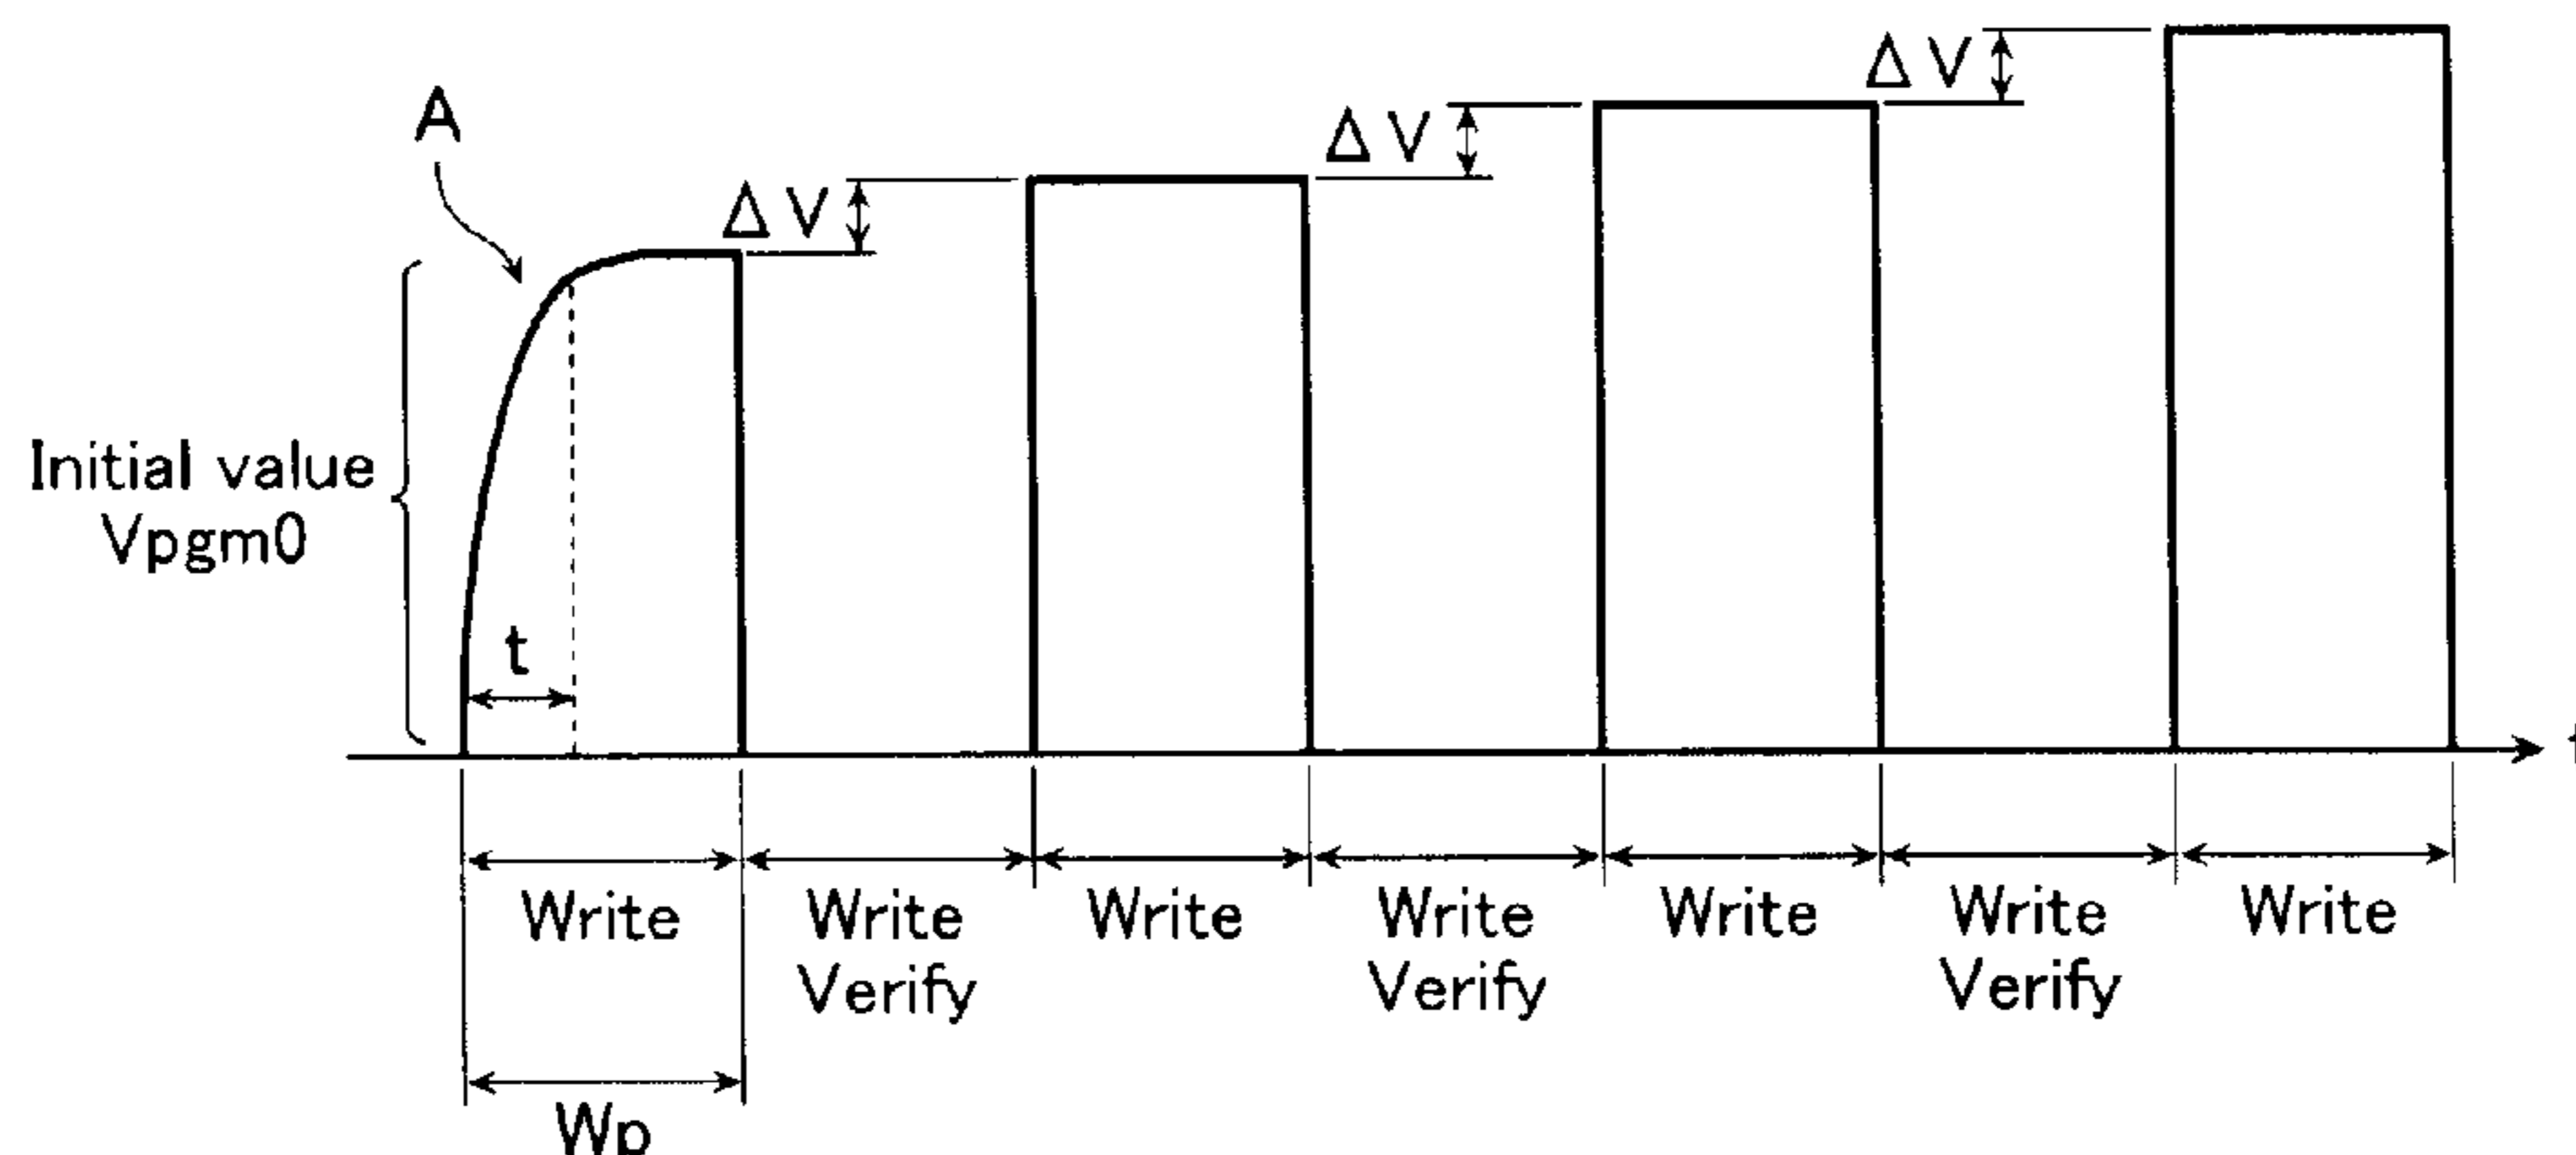 ΔV
ΔV
ΔV
A
Initial value
Vpgm0
t
Write
Write
Verify
Write
Write
Verify
Write
Write
Verify
Write
Wp